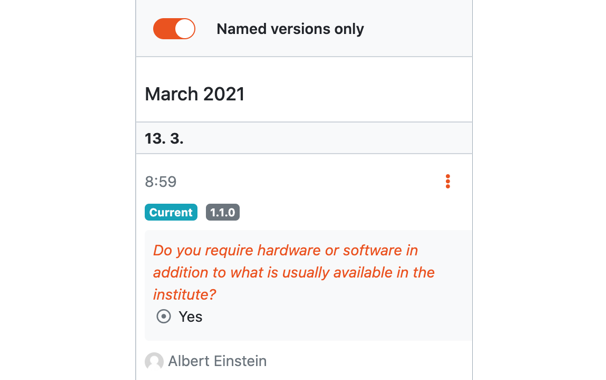 Named versions only
March 2021
13. 3.
8:59
Current 1.1.0
Do you require hardware or software in
addition to what is usually available in the
institute?
Yes
Albert Einstein